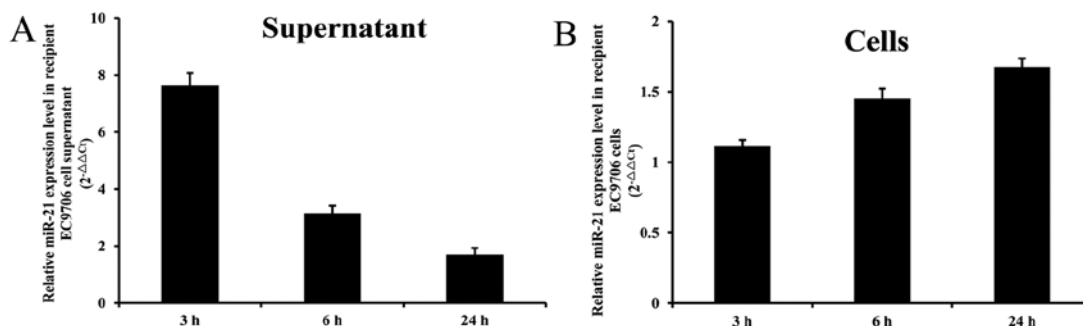 A
Supernatant
Relative miR-21 expression level in recipient
EC9706 cell supernatant
(2-△△Ct)
10
8
6
4
2
0
3 h
6 h
24 h
B
Cells
Relative miR-21 expression level in recipient
EC9706 cells
(2-△△Ct)
2
1.5
1
0.5
0
3 h
6 h
24 h